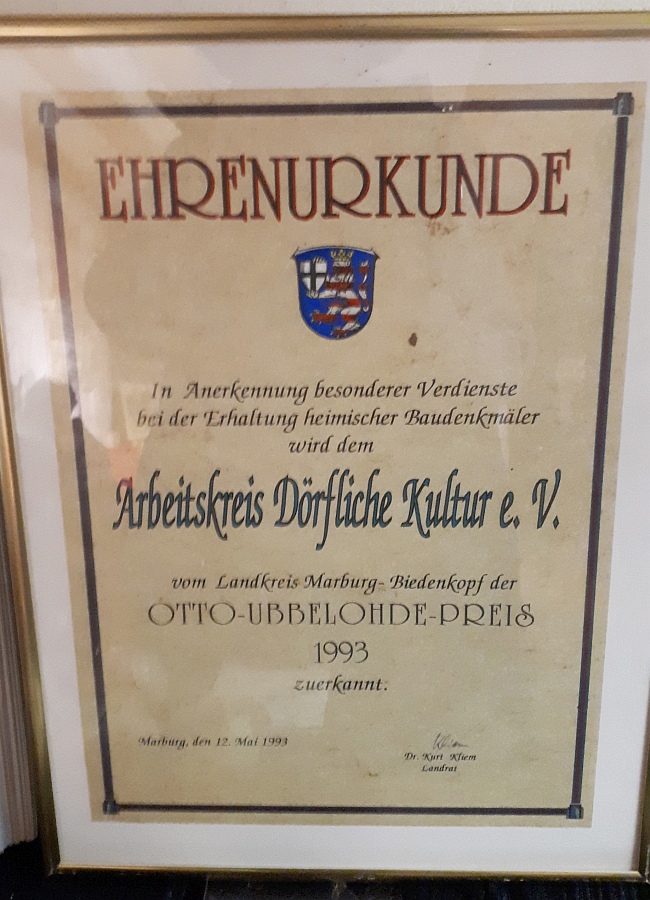 EHRENURKUNDE
In Anerkennung besonderer Verdienste
bei der Erhaltung heimischer Baudenkmäler
wird dem
Arbeitskreis Dörfliche Kultur e. V.
vom Landkreis Marburg-Biedenkopf der
OTTO-UBBELOHDE-PREIS
1993
zuerkannt.
Marburg, den 12. Mai 1993
Dr. Kurt Kliem
Landrat